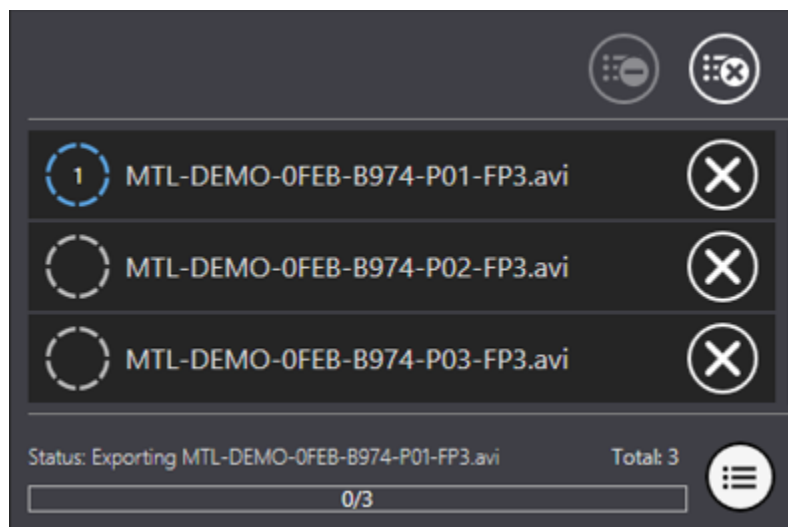 1 MTL-DEMO-0FEB-B974-P01-FP3.avi
MTL-DEMO-0FEB-B974-P02-FP3.avi
MTL-DEMO-0FEB-B974-P03-FP3.avi
Status: Exporting MTL-DEMO-0FEB-B974-P01-FP3.avi Total: 3
0/3